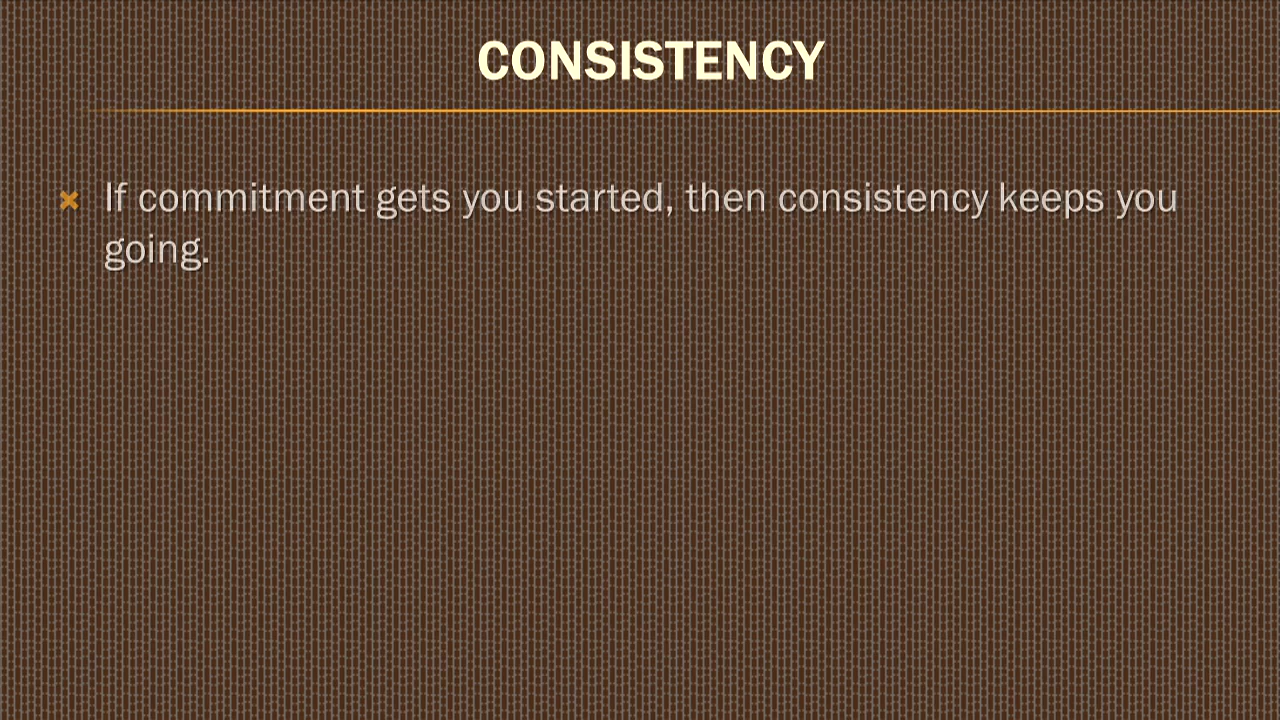 CONSISTENCY
If commitment gets you started, then consistency keeps you
going.